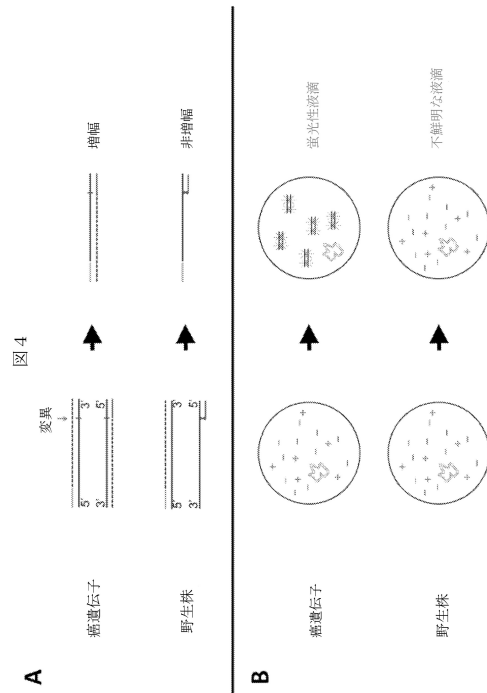 図 4
A
変異
癌遺伝子
5'
3'
3'
5'
増幅
野生株
5'
3'
3'
5'
非増幅
B
癌遺伝子
蛍光性液滴
野生株
不鮮明な液滴